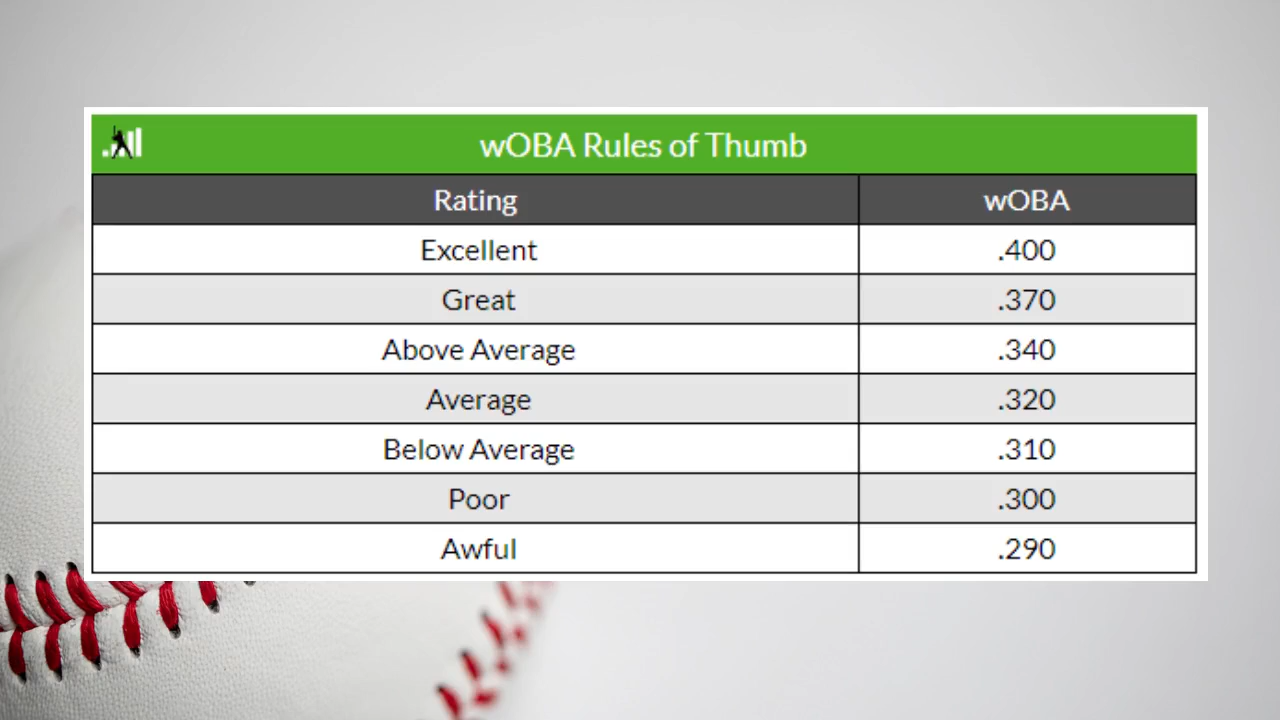 wOBA Rules of Thumb
Rating wOBA
Excellent .400
Great .370
Above Average .340
Average .320
Below Average .310
Poor .300
Awful .290